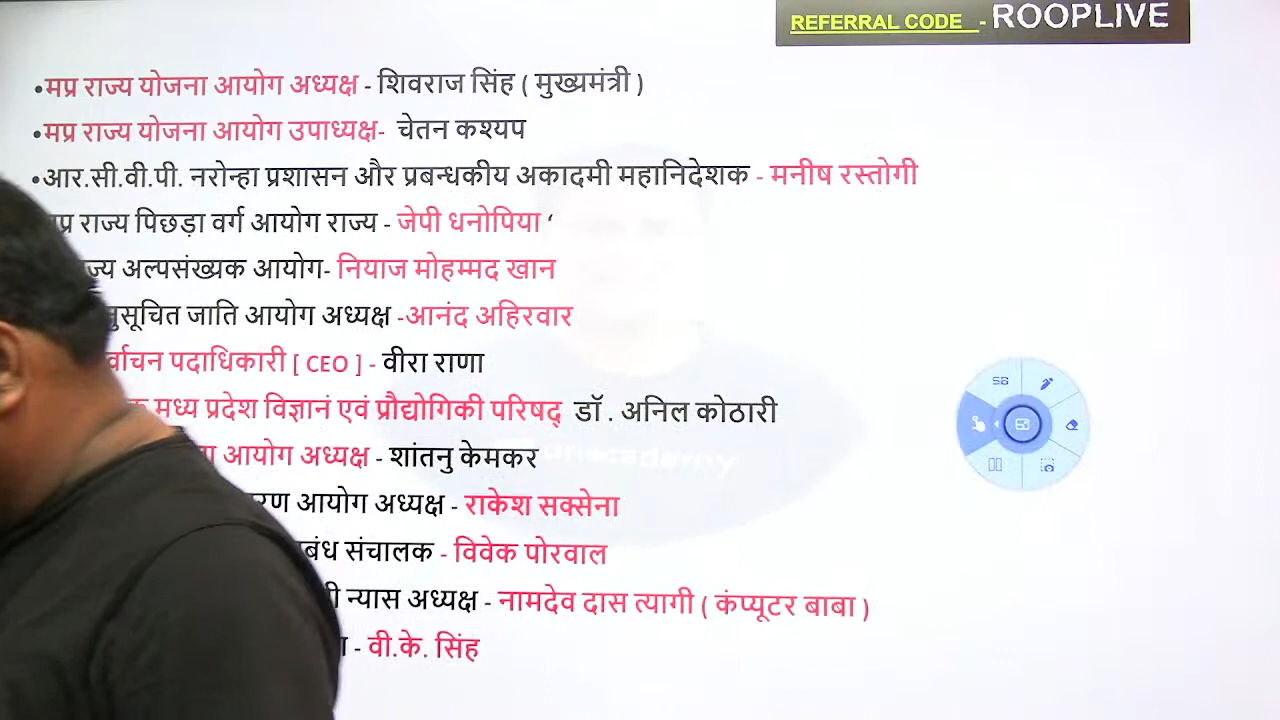 REFERRAL CODE - ROOPLIVE
•मप्र राज्य योजना आयोग अध्यक्ष - शिवराज सिंह ( मुख्यमंत्री )
•मप्र राज्य योजना आयोग उपाध्यक्ष- चेतन कश्यप
•आर.सी.वी.पी. नरोन्हा प्रशासन और प्रबन्धकीय अकादमी महानिदेशक - मनीष रस्तोगी
राज्य पिछड़ा वर्ग आयोग राज्य - जेपी धनोपिया ‘
अल्पसंख्यक आयोग- नियाज मोहम्मद खान
जाति आयोग अध्यक्ष -आनंद अहिरवार
पदाधिकारी [ CEO ] - वीरा राणा
मध्य प्रदेश विज्ञानं एवं प्रौद्योगिकी परिषद् डॉ . अनिल कोठारी
आयोग अध्यक्ष - शांतनु केमकर
आयोग अध्यक्ष - राकेश सक्सेना
संचालक - विवेक पोरवाल
न्यास अध्यक्ष - नामदेव दास त्यागी ( कंप्यूटर बाबा )
- वी.के. सिंह